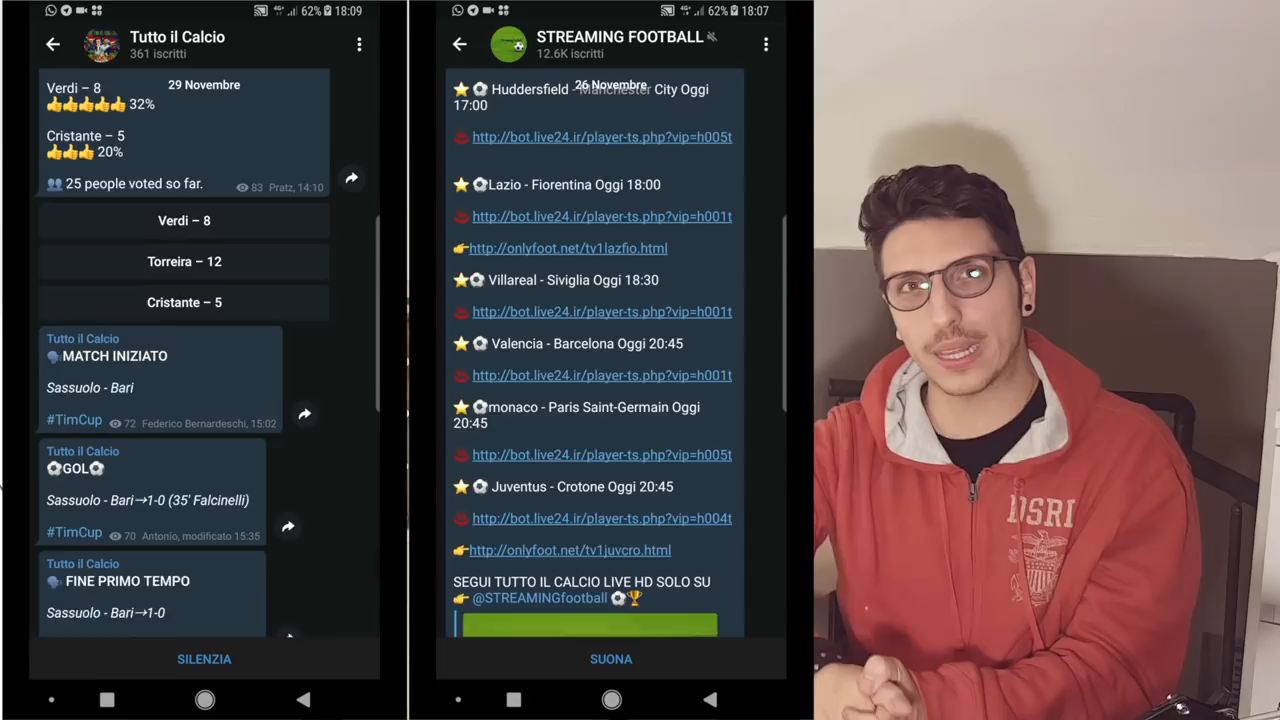 62% 18:09
Tutto il Calcio
361 iscritti
29 Novembre
Verdi – 8
👍👍👍👍👍 32%
Cristante – 5
👍👍👍 20%
👥 25 people voted so far.
83 Pratz, 14:10
Verdi – 8
Torreira – 12
Cristante – 5
Tutto il Calcio
🗣MATCH INIZIATO
Sassuolo - Bari
#TimCup 72 Federico Bernardeschi, 15:02
Tutto il Calcio
⚽GOL⚽
Sassuolo - Bari→1-0 (35' Falcinelli)
#TimCup 70 Antonio, modificato 15:35
Tutto il Calcio
🗣 FINE PRIMO TEMPO
Sassuolo - Bari→1-0
SILENZIA
62% 18:07
STREAMING FOOTBALL
12.6K iscritti
26 Novembre
⭐⚽ Huddersfield - Manchester City Oggi
17:00
http://bot.live24.ir/player-ts.php?vip=h005t
⭐⚽Lazio - Fiorentina Oggi 18:00
http://bot.live24.ir/player-ts.php?vip=h001t
👉http://onlyfoot.net/tv1lazfio.html
⭐⚽ Villareal - Siviglia Oggi 18:30
http://bot.live24.ir/player-ts.php?vip=h001t
⭐⚽ Valencia - Barcelona Oggi 20:45
http://bot.live24.ir/player-ts.php?vip=h001t
⭐⚽monaco - Paris Saint-Germain Oggi
20:45
http://bot.live24.ir/player-ts.php?vip=h005t
⭐⚽ Juventus - Crotone Oggi 20:45
http://bot.live24.ir/player-ts.php?vip=h004t
👉http://onlyfoot.net/tv1juvcro.html
SEGUI TUTTO IL CALCIO LIVE HD SOLO SU
👉 @STREAMINGfootball ⚽🏆
SUONA
DSRI